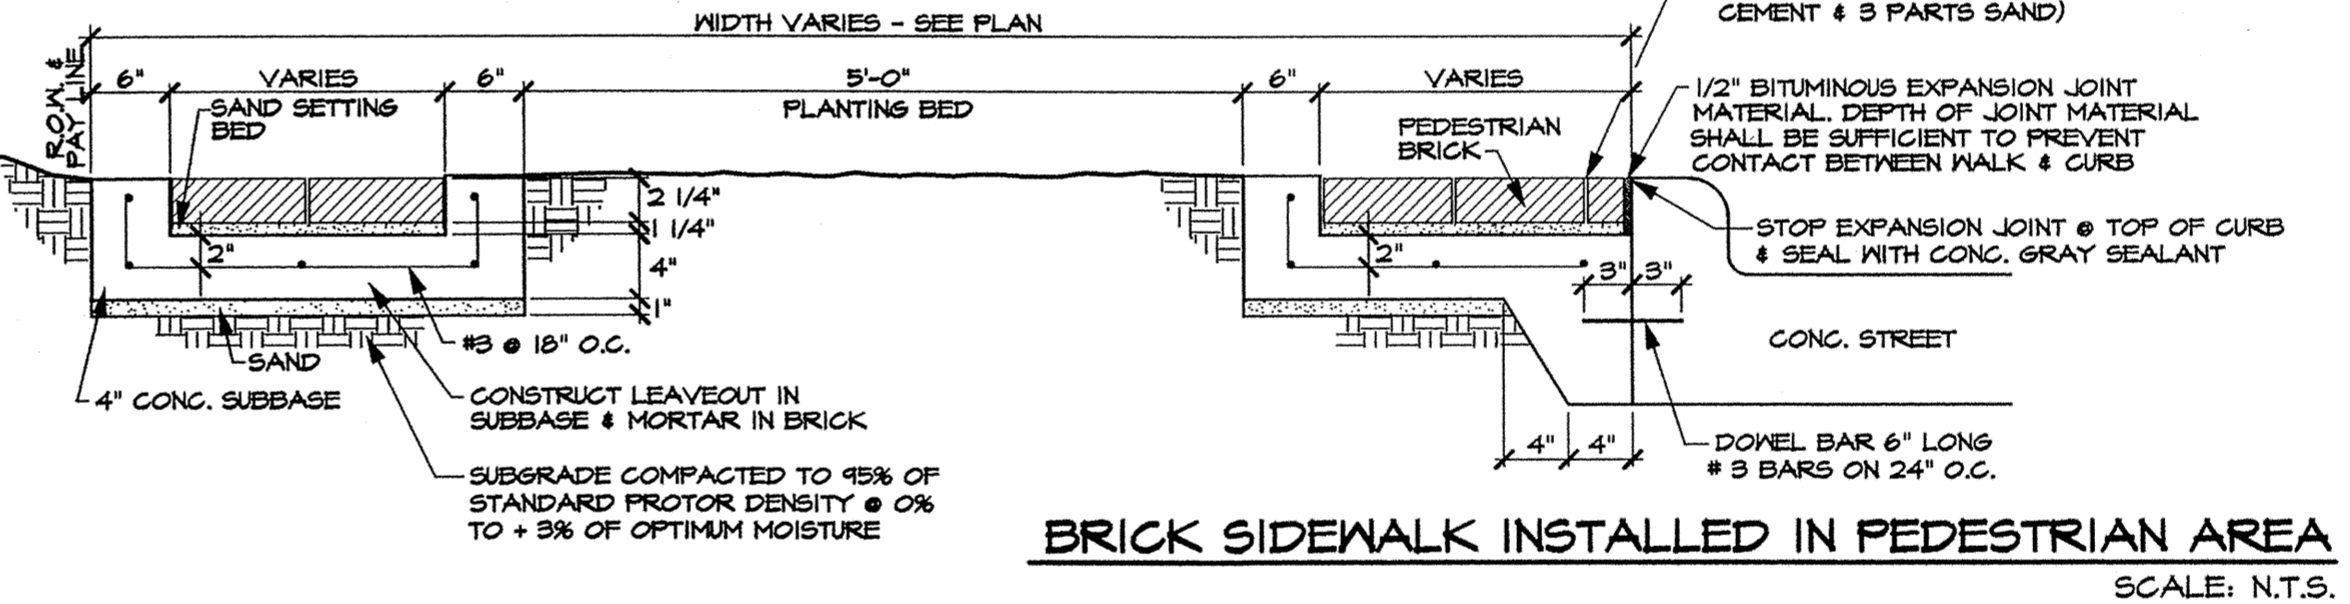 WIDTH VARIES - SEE PLAN
CEMENT & 3 PARTS SAND)
R.O.W. &
PAY LINE
6"
VARIES
6"
5'-0"
6"
VARIES
SAND SETTING
BED
PLANTING BED
PEDESTRIAN
BRICK
1/2" BITUMINOUS EXPANSION JOINT
MATERIAL. DEPTH OF JOINT MATERIAL
SHALL BE SUFFICIENT TO PREVENT
CONTACT BETWEEN WALK & CURB
2 1/4"
1 1/4"
2"
4"
1"
2"
STOP EXPANSION JOINT @ TOP OF CURB
& SEAL WITH CONC. GRAY SEALANT
3"
3"
CONC. STREET
#3 @ 18" O.C.
SAND
4" CONC. SUBBASE
CONSTRUCT LEAVEOUT IN
SUBBASE & MORTAR IN BRICK
SUBGRADE COMPACTED TO 95% OF
STANDARD PROTOR DENSITY @ 0%
TO + 3% OF OPTIMUM MOISTURE
4"
4"
DOWEL BAR 6" LONG
# 3 BARS ON 24" O.C.
BRICK SIDEWALK INSTALLED IN PEDESTRIAN AREA
SCALE: N.T.S.